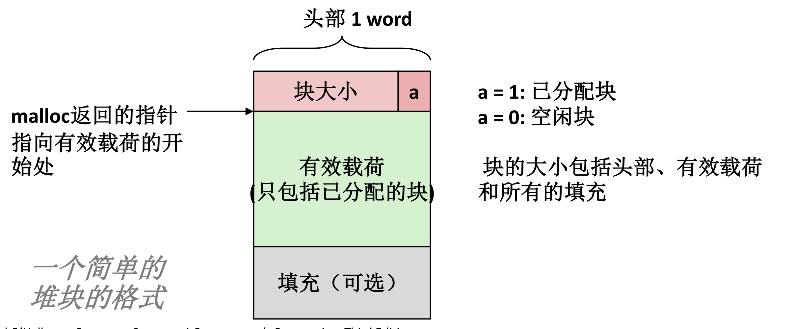 头部 1 word
块大小
a
malloc返回的指针
指向有效载荷的开
始处
a = 1: 已分配块
a = 0: 空闲块
有效载荷
(只包括已分配的块)
块的大小包括头部、有效载荷
和所有的填充
一个简单的
堆块的格式
填充（可选）